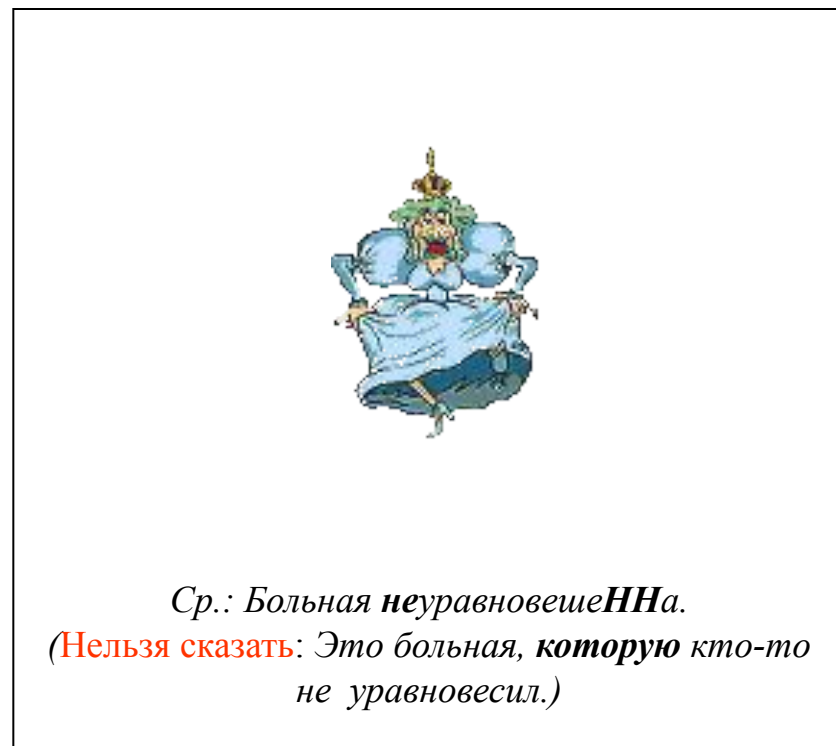 Ср.: Больная неуравновешеННа.
(Нельзя сказать: Это больная, которую кто-то
не уравновесил.)